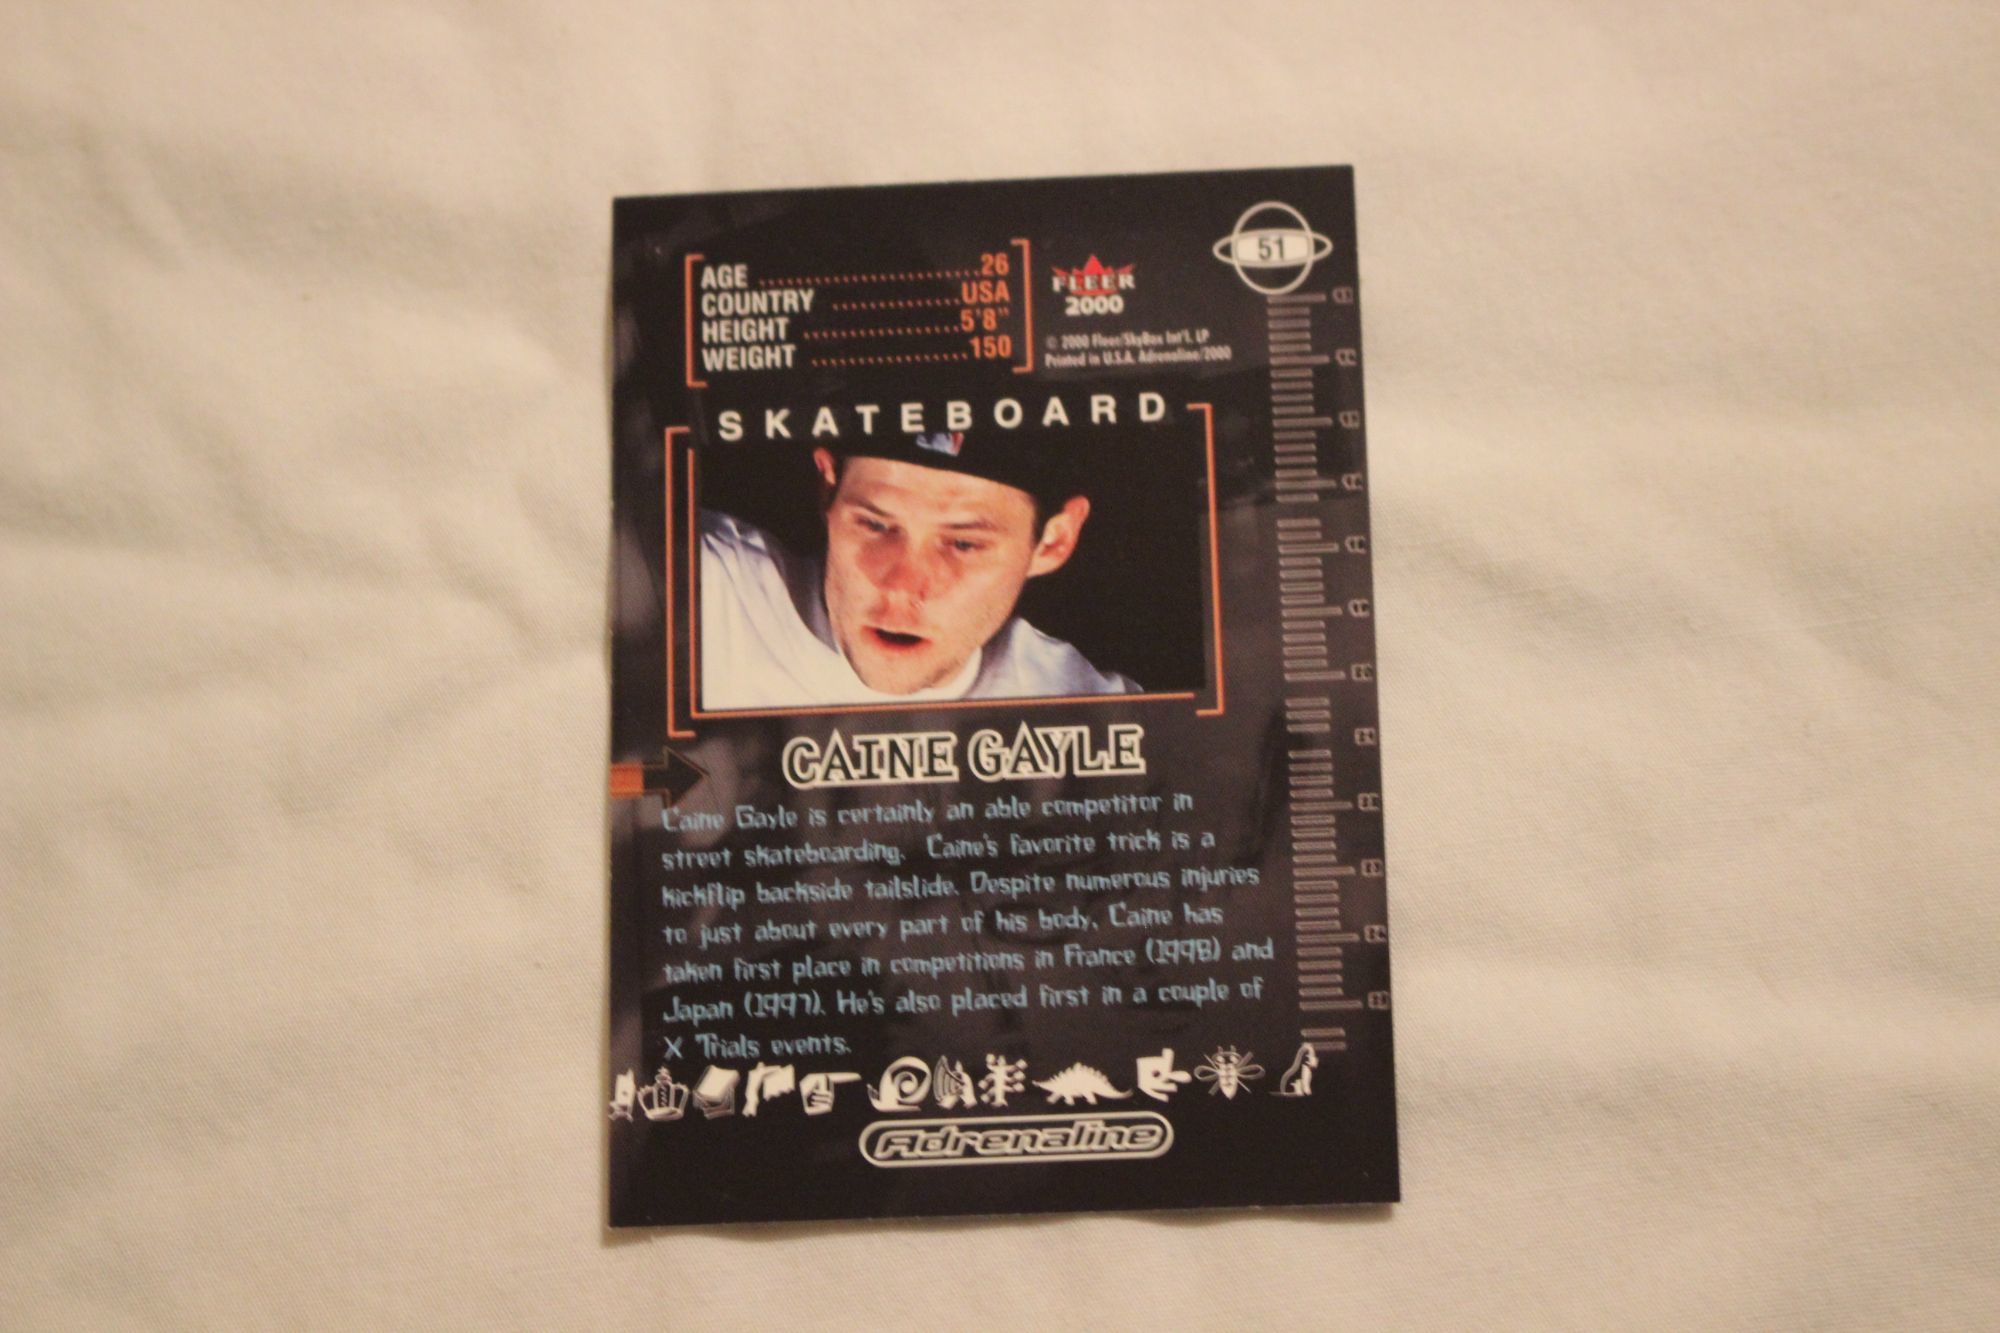 51
AGE ........................26
COUNTRY ..............USA
HEIGHT ..................5'8"
WEIGHT ..................150
FLEER
2000
© 2000 Fleer/SkyBox Int'l. LP
Printed in U.S.A. Adrenaline/2000
SKATEBOARD
CAINE GAYLE
Caine Gayle is certainly an able competitor in
street skateboarding. Caine's favorite trick is a
kickflip backside tailslide. Despite numerous injuries
to just about every part of his body, Caine has
taken first place in competitions in France (1998) and
Japan (1997). He's also placed first in a couple of
X Trials events.
Adrenaline